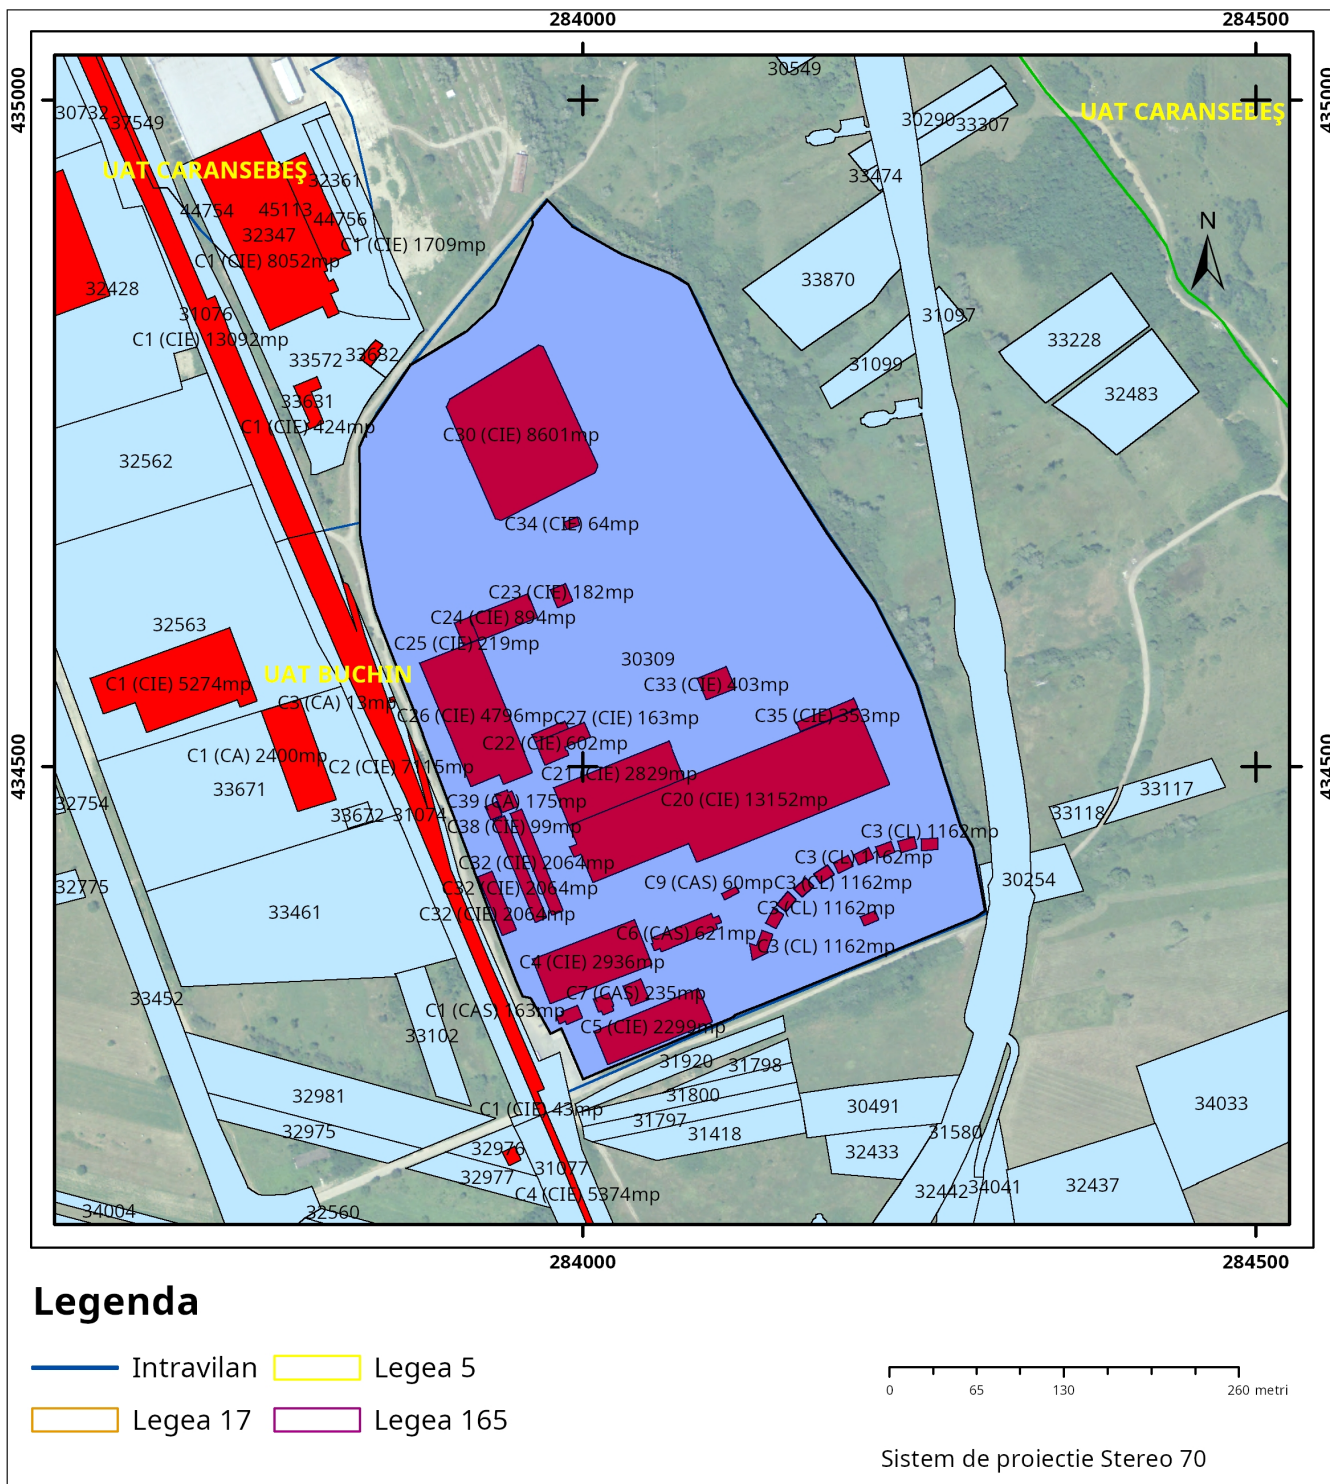 284000
284500
435000
435000
30549
UAT CARANSEBEŞ
30732
37549
30290
33307
UAT CARANSEBEŞ
32361
33474
44754
45113
44756
32347
C1 (CIE) 1709mp
C1 (CIE) 8052mp
N
33870
32428
31076
31097
C1 (CIE) 13092mp
33572
33632
31099
33228
32483
33631
C1 (CIE) 424mp
C30 (CIE) 8601mp
32562
C34 (CIE) 64mp
C23 (CIE) 182mp
C24 (CIE) 894mp
32563
C25 (CIE) 219mp
30309
UAT BUCHIN
C1 (CIE) 5274mp
C33 (CIE) 403mp
C3 (CA) 13mp
C26 (CIE) 4796mp
C27 (CIE) 163mp
C35 (CIE) 353mp
C22 (CIE) 602mp
C1 (CA) 2400mp
C2 (CIE) 7115mp
C21 (CIE) 2829mp
434500
434500
33671
C39 (CA) 175mp
C20 (CIE) 13152mp
33117
32754
33672
31074
33118
C38 (CIE) 99mp
C3 (CL) 1162mp
C32 (CIE) 2064mp
C3 (CL) 1162mp
32775
C32 (CIE) 2064mp
C9 (CAS) 60mp
C3 (CL) 1162mp
30254
33461
C32 (CIE) 2064mp
C3 (CL) 1162mp
C6 (CAS) 621mp
C3 (CL) 1162mp
C4 (CIE) 2936mp
33452
C7 (CAS) 235mp
C1 (CAS) 163mp
C5 (CIE) 2299mp
33102
31920
31798
32981
31800
C1 (CIE) 43mp
30491
34033
31797
32975
31418
31580
32976
32433
31077
32977
C4 (CIE) 5374mp
32442
34041
32437
34004
32560
284000
284500
Legenda
Intravilan
Legea 5
Legea 17
Legea 165
0 65 130 260 metri
Sistem de proiectie Stereo 70